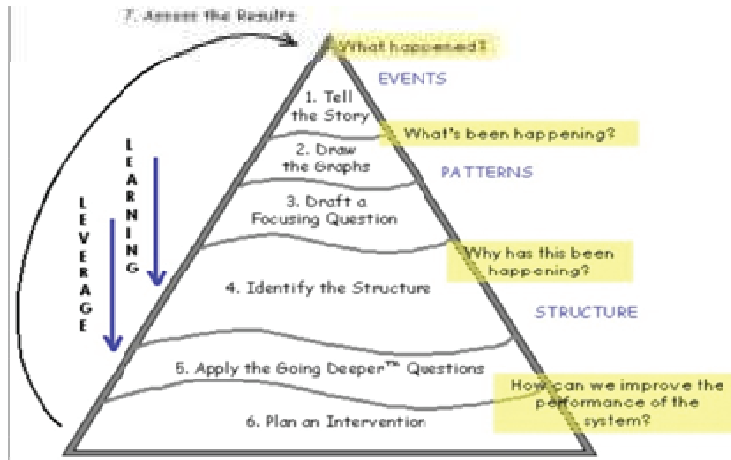 7. Assess the Results
What happened?
EVENTS
1. Tell
the Story
What's been happening?
2. Draw
the Graphs
PATTERNS
3. Draft a
Focusing Question
LEARNING
LEVERAGE
Why has this been
happening?
4. Identify the Structure
STRUCTURE
5. Apply the Going Deeper™ Questions
How can we improve the
performance of the
system?
6. Plan an Intervention